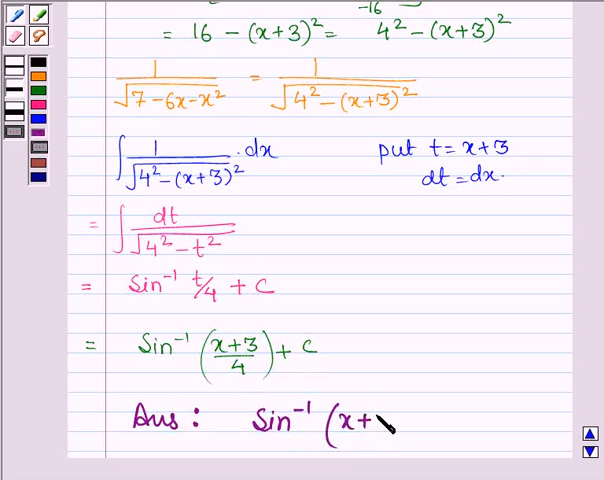 -16
= 16 - (x+3)² = 4² - (x+3)²
1/√(7-6x-x²) = 1/√(4²-(x+3)²)
∫ 1/√(4²-(x+3)²) · dx put t = x+3
dt = dx.
= ∫ dt/√(4²-t²)
= Sin⁻¹ t/4 + C
= Sin⁻¹ ((x+3)/4) + C
Ans : Sin⁻¹ (x+